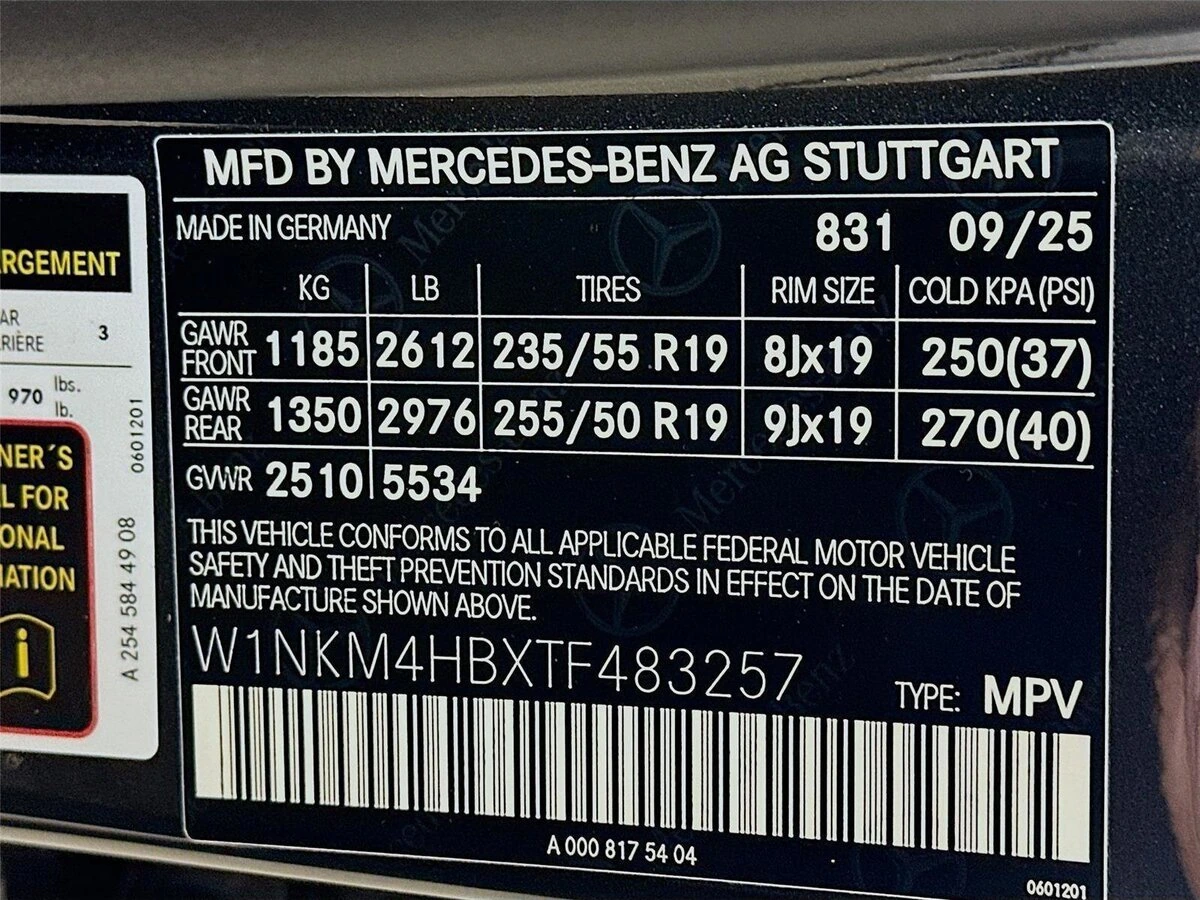 MFD BY MERCEDES-BENZ AG STUTTGART
MADE IN GERMANY 831 09/25
KG LB TIRES RIM SIZE COLD KPA(PSI)
GAWR FRONT 1185 2612 235/55 R19 8Jx19 250(37)
GAWR REAR 1350 2976 255/50 R19 9Jx19 270(40)
GVWR 2510 5534
THIS VEHICLE CONFORMS TO ALL APPLICABLE FEDERAL MOTOR VEHICLE
SAFETY AND THEFT PREVENTION STANDARDS IN EFFECT ON THE DATE OF
MANUFACTURE SHOWN ABOVE.
W1NKM4HBXTF483257
TYPE: MPV
A 000 817 54 04
0601201
RGEMENT
AR
RIÈRE 3
970 lbs.
lb.
NER´S
L FOR
ONAL
MATION
i
0601201
A 254 584 49 08